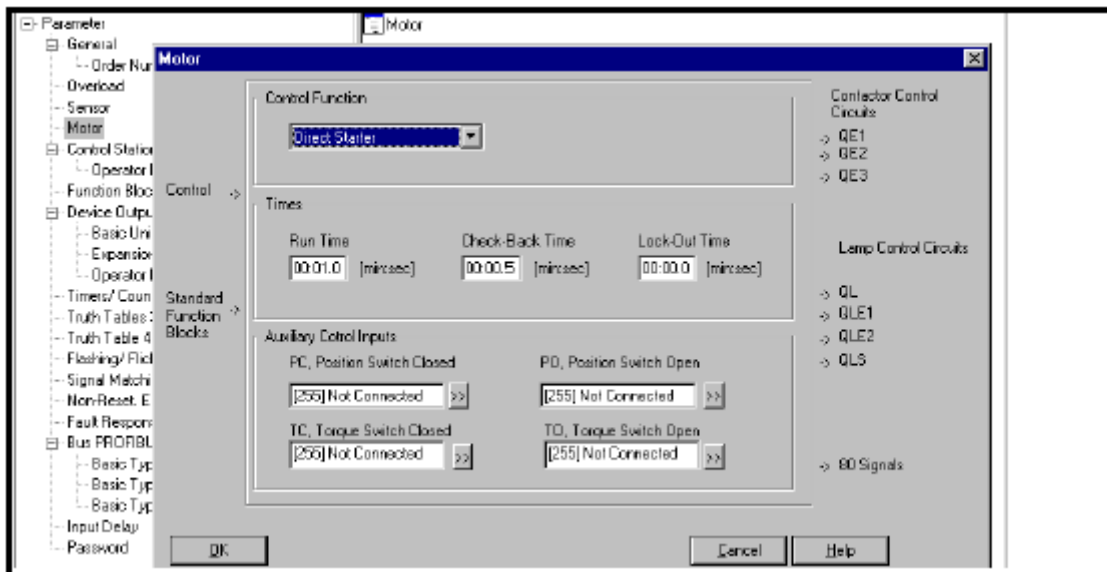 Parameter
General
Order Nur
Overload
Sensor
Motor
Control Station
Operator I
Function Bloc
Device Outpu
Basic Uni
Expansior
Operator I
Timers/ Coun
Truth Tables
Truth Table 4
Flashing/ Flic
Signal Matchi
Non-Reset. E
Fault Respon
Bus PROFIBU
Basic Typ
Basic Typ
Basic Typ
Input Delay
Password
Motor
Motor
Control Function
Direct Starter
Control ->
Standard
Function ->
Blocks
Times
Run Time Check-Back Time Lock-Out Time
00:01.0 [min:sec] 00:00.5 [min:sec] 00:00.0 [min:sec]
Auxiliary Cotrol Inputs
PC, Position Switch Closed PO, Position Switch Open
[255] Not Connected >> [255] Not Connected >>
TC, Torque Switch Closed TO, Torque Switch Open
[255] Not Connected >> [255] Not Connected >>
Contactor Control
Circuits
-> QE1
-> QE2
-> QE3
Lamp Control Circuits
-> QL
-> QLE1
-> QLE2
-> QLS
-> 80 Signals
OK Cancel Help